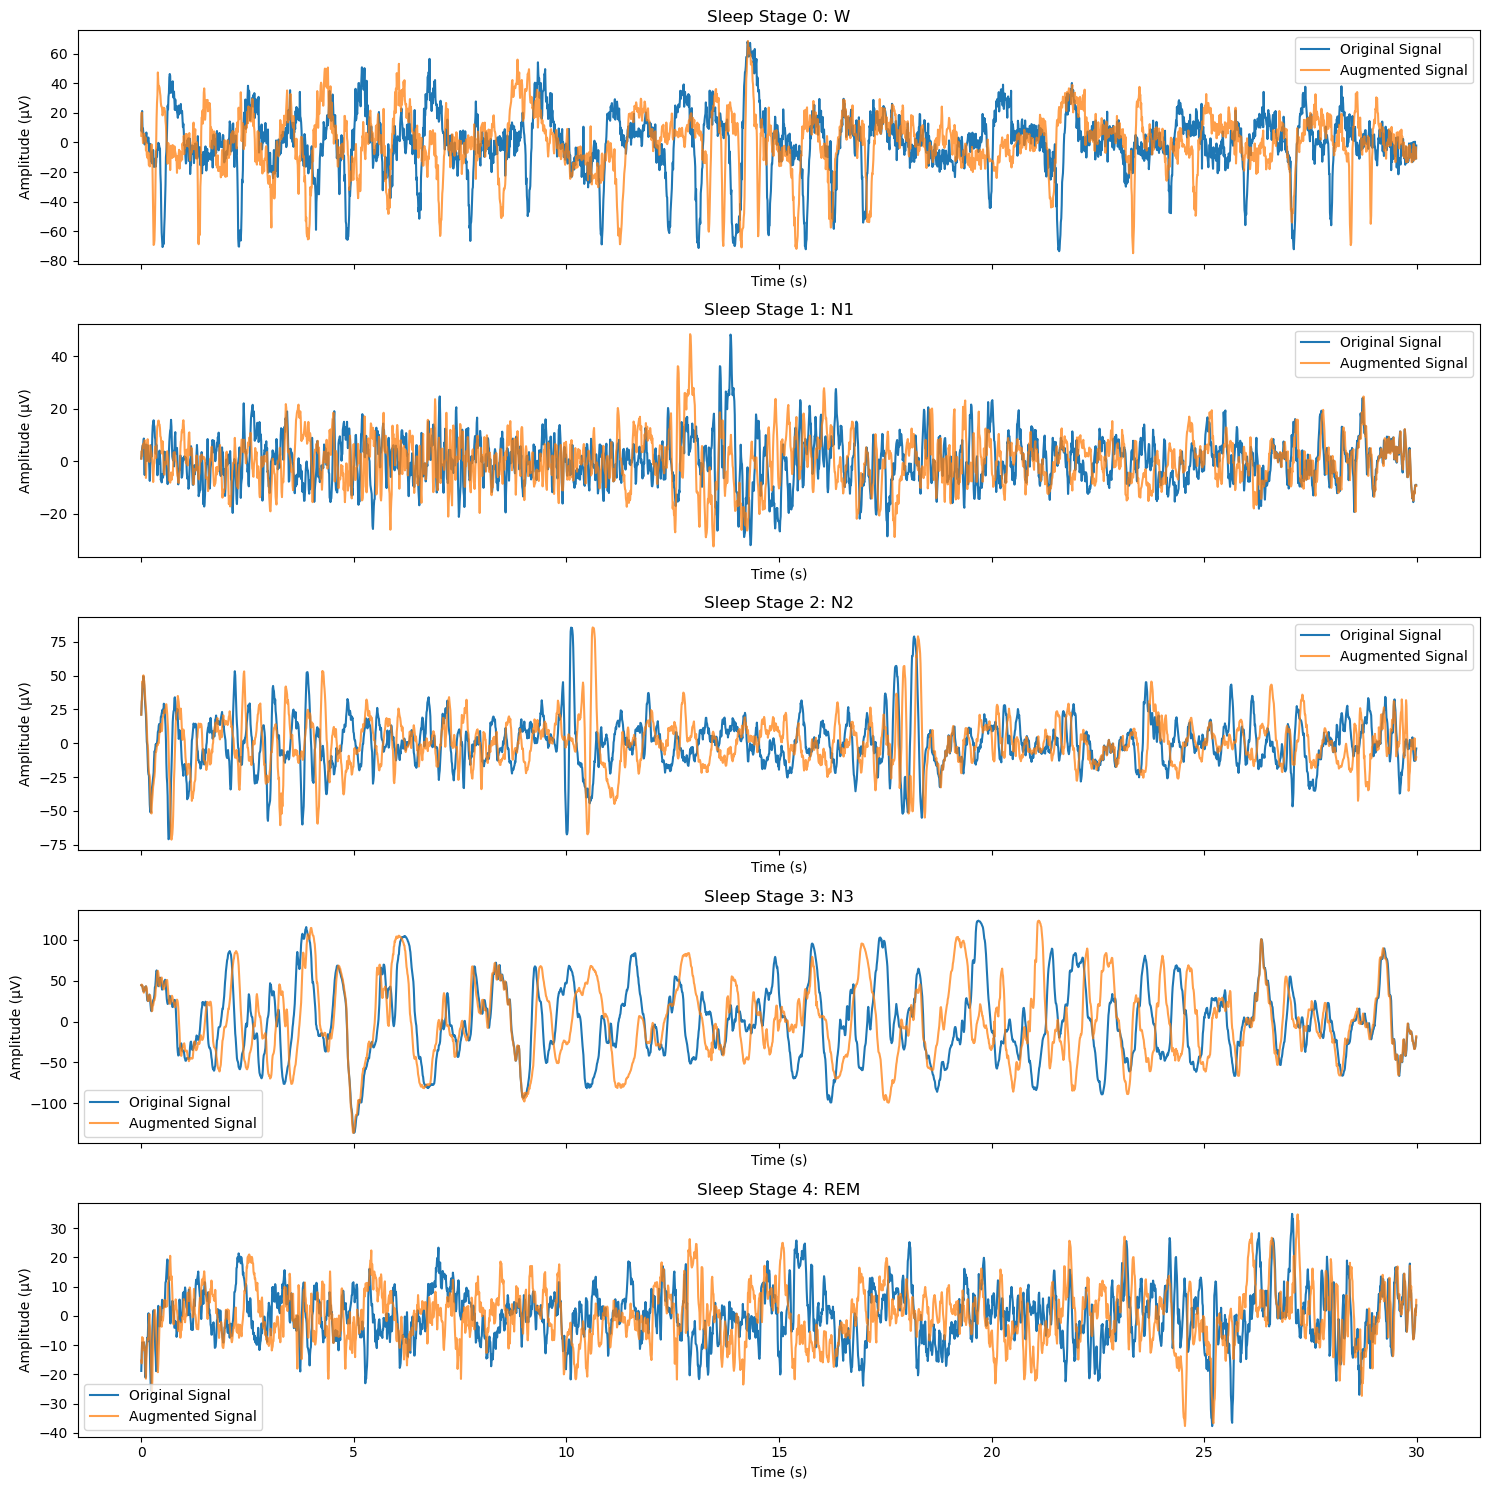 Sleep Stage 0: W
Amplitude (µV)
60
40
20
0
−20
−40
−60
−80
Original Signal
Augmented Signal
Time (s)
Sleep Stage 1: N1
Amplitude (µV)
40
20
0
−20
Original Signal
Augmented Signal
Time (s)
Sleep Stage 2: N2
Amplitude (µV)
75
50
25
0
−25
−50
−75
Original Signal
Augmented Signal
Time (s)
Sleep Stage 3: N3
Amplitude (µV)
100
50
0
−50
−100
Original Signal
Augmented Signal
Time (s)
Sleep Stage 4: REM
Amplitude (µV)
30
20
10
0
−10
−20
−30
−40
Original Signal
Augmented Signal
0 5 10 15 20 25 30
Time (s)